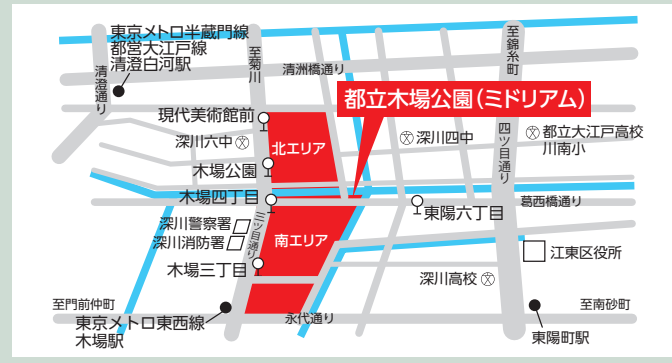 東京メトロ半蔵門線
都営大江戸線
清澄白河駅
至菊川
至錦糸町
清澄通り
清洲橋通り
都立木場公園(ミドリアム)
現代美術館前
深川六中
北エリア
深川四中
四ツ目通り
都立大江戸高校
川南小
木場公園
木場四丁目
東陽六丁目
葛西橋通り
深川警察署
深川消防署
三ツ目通り
南エリア
江東区役所
木場三丁目
深川高校
至門前仲町
至南砂町
東京メトロ東西線
木場駅
永代通り
東陽町駅